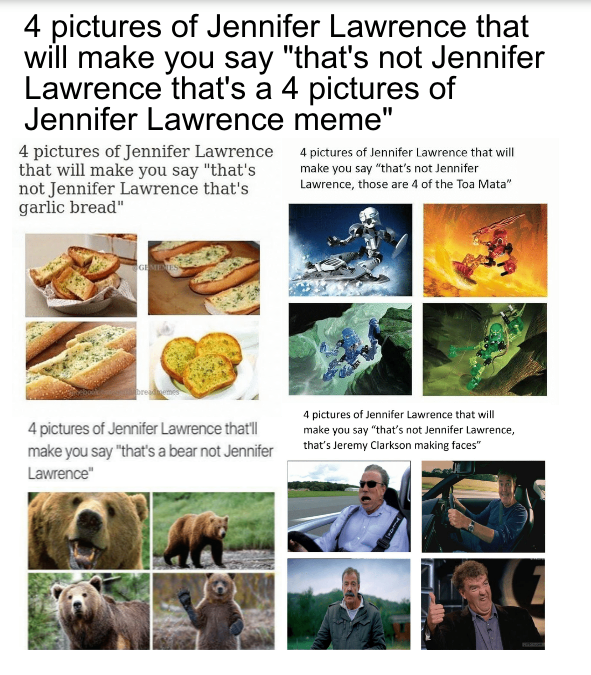 4 pictures of Jennifer Lawrence that
will make you say "that's not Jennifer
Lawrence that's a 4 pictures of
Jennifer Lawrence meme"
4 pictures of Jennifer Lawrence
that will make you say "that's
not Jennifer Lawrence that's
garlic bread"
4 pictures of Jennifer Lawrence that will
make you say “that’s not Jennifer
Lawrence, those are 4 of the Toa Mata”
4 pictures of Jennifer Lawrence that'll
make you say "that's a bear not Jennifer
Lawrence"
4 pictures of Jennifer Lawrence that will
make you say “that’s not Jennifer Lawrence,
that’s Jeremy Clarkson making faces”